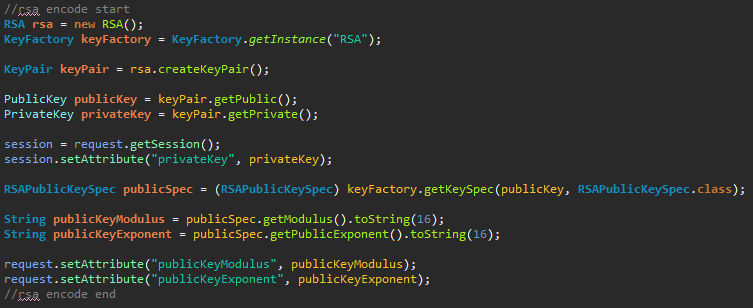 //rsa encode start
RSA rsa = new RSA();
KeyFactory keyFactory = KeyFactory.getInstance("RSA");
KeyPair keyPair = rsa.createKeyPair();
PublicKey publicKey = keyPair.getPublic();
PrivateKey privateKey = keyPair.getPrivate();
session = request.getSession();
session.setAttribute("privateKey", privateKey);
RSAPublicKeySpec publicSpec = (RSAPublicKeySpec) keyFactory.getKeySpec(publicKey, RSAPublicKeySpec.class);
String publicKeyModulus = publicSpec.getModulus().toString(16);
String publicKeyExponent = publicSpec.getPublicExponent().toString(16);
request.setAttribute("publicKeyModulus", publicKeyModulus);
request.setAttribute("publicKeyExponent", publicKeyExponent);
//rsa encode end